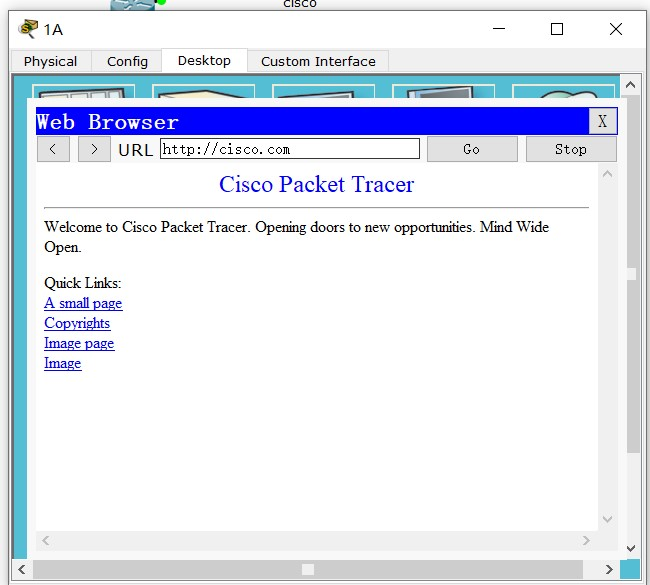 cisco
1A
Physical Config Desktop Custom Interface
Web Browser X
< > URL http://cisco.com Go Stop
Cisco Packet Tracer
Welcome to Cisco Packet Tracer. Opening doors to new opportunities. Mind Wide
Open.
Quick Links:
A small page
Copyrights
Image page
Image